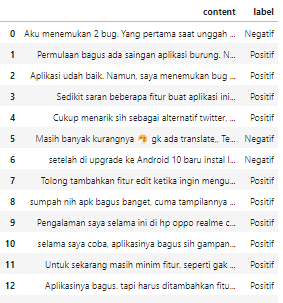 content label
0 Aku menemukan 2 bug. Yang pertama saat unggah ... Negatif
1 Permulaan bagus ada saingan aplikasi burung. N... Positif
2 Aplikasi udah baik. Namun, saya menemukan bug ... Positif
3 Sedikit saran beberapa fitur buat aplikasi ini... Positif
4 Cukup menarik sih sebagai alternatif twitter, ... Positif
5 Masih banyak kurangnya 🤧 gk ada translate,, Te... Negatif
6 setelah di upgrade ke Android 10 baru instal l... Negatif
7 Tolong tambahkan fitur edit ketika ingin mengu... Positif
8 sumpah nih apk bagus banget, cuma tampilannya ... Positif
9 Pengalaman saya selama ini di hp oppo realme c... Positif
10 selama saya coba, aplikasinya bagus sih gampan... Positif
11 Untuk sekarang masih minim fitur. seperti gak ... Positif
12 Aplikasinya bagus. tapi harus ditambahkan fitu... Positif